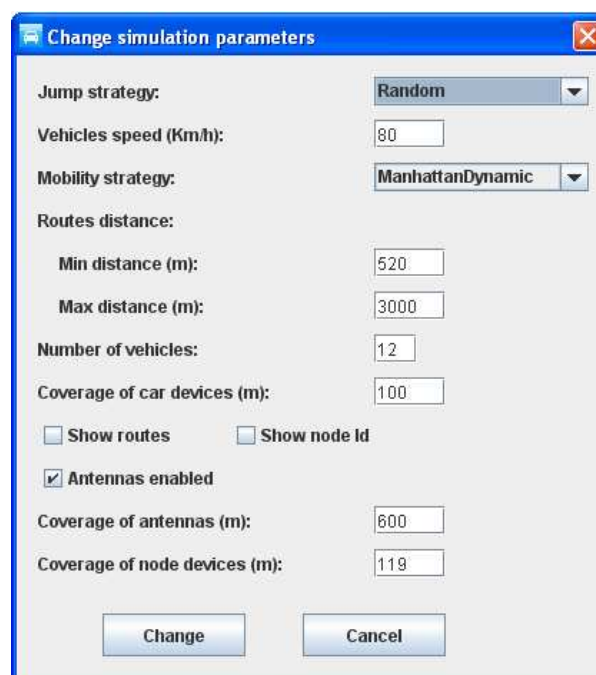 Change simulation parameters
Jump strategy: Random
Vehicles speed (Km/h): 80
Mobility strategy: ManhattanDynamic
Routes distance:
Min distance (m): 520
Max distance (m): 3000
Number of vehicles: 12
Coverage of car devices (m): 100
Show routes Show node Id
Antennas enabled
Coverage of antennas (m): 600
Coverage of node devices (m): 119
Change Cancel